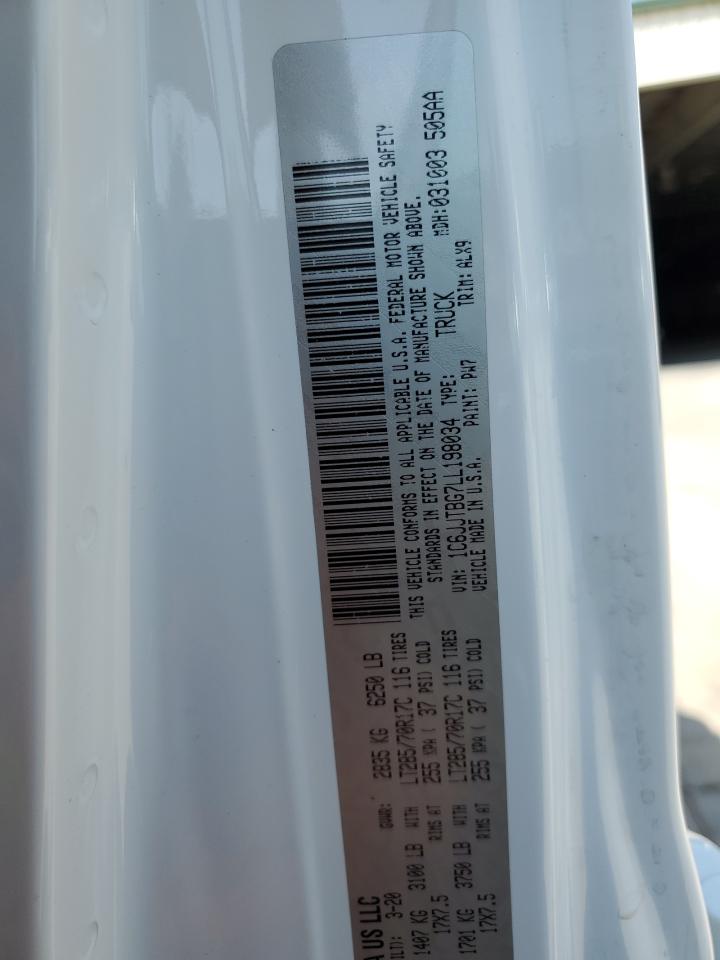 A US LLC
ILT): 3-20 GWWR: 2835 KG 6250 LB
1407 KG 3100 LB WITH LT285/70R17C 116 TIRES
17X7.5 RIMS AT 255 KPA ( 37 PSI) COLD
1701 KG 3750 LB WITH LT285/70R17C 116 TIRES
17X7.5 RIMS AT 255 KPA ( 37 PSI) COLD
THIS VEHICLE CONFORMS TO ALL APPLICABLE U.S.A. FEDERAL MOTOR VEHICLE SAFETY
STANDARDS IN EFFECT ON THE DATE OF MANUFACTURE SHOWN ABOVE.
VIN: 1C6JJTBG7LL198034 TYPE: TRUCK MDH:031003 505AA
VEHICLE MADE IN U.S.A. PAINT: PW7 TRIM: ALX9